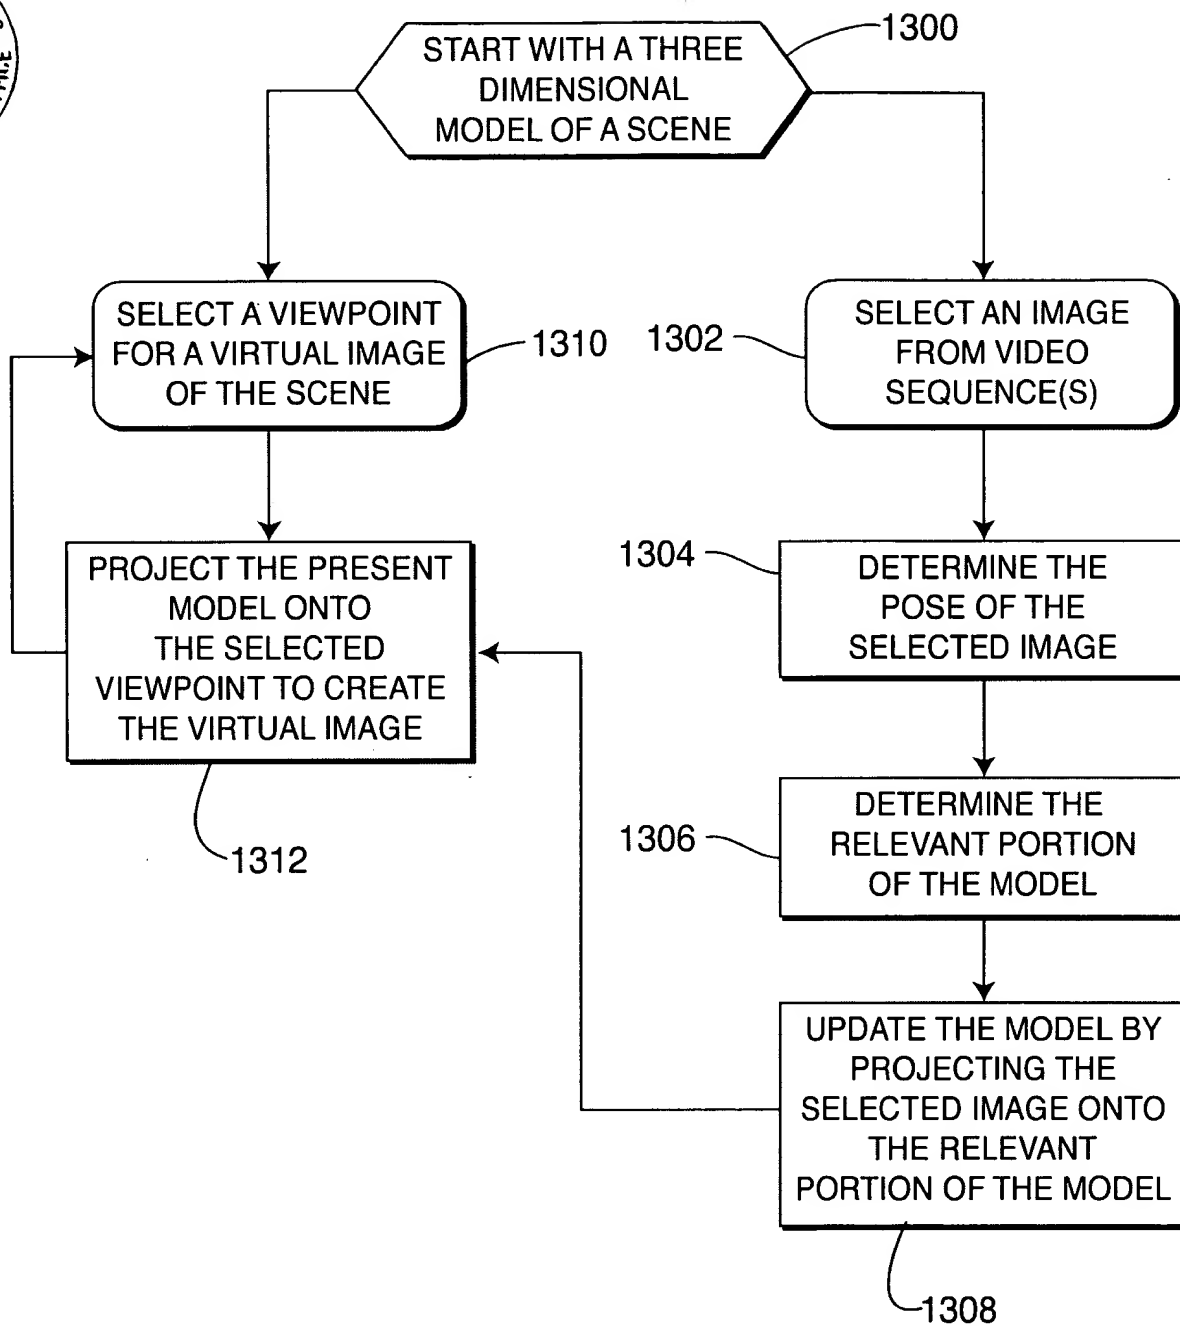 START WITH A THREE
DIMENSIONAL
MODEL OF A SCENE
1300
SELECT A VIEWPOINT
FOR A VIRTUAL IMAGE
OF THE SCENE
1310
1302
SELECT AN IMAGE
FROM VIDEO
SEQUENCE(S)
PROJECT THE PRESENT
MODEL ONTO
THE SELECTED
VIEWPOINT TO CREATE
THE VIRTUAL IMAGE
1312
1304
DETERMINE THE
POSE OF THE
SELECTED IMAGE
1306
DETERMINE THE
RELEVANT PORTION
OF THE MODEL
UPDATE THE MODEL BY
PROJECTING THE
SELECTED IMAGE ONTO
THE RELEVANT
PORTION OF THE MODEL
1308